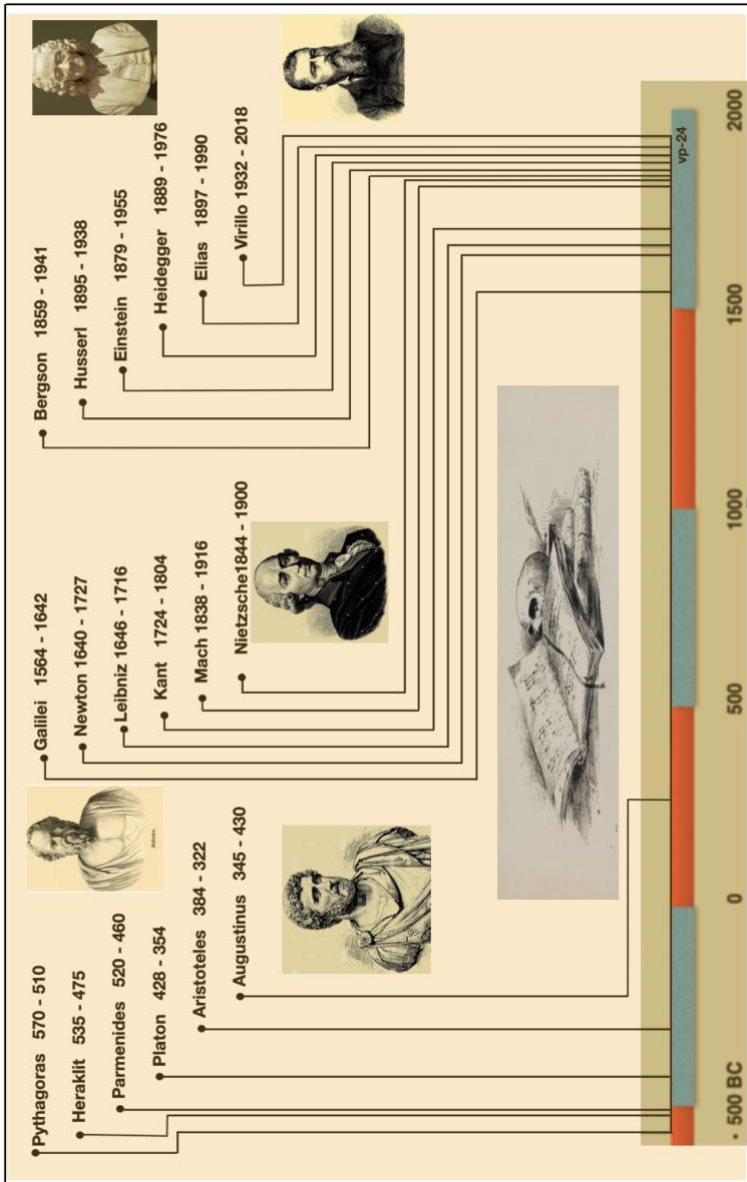 Pythagoras 570 - 510
Heraklit 535 - 475
Parmenides 520 - 460
Platon 428 - 354
Aristoteles 384 - 322
Augustinus 345 - 430
Galilei 1564 - 1642
Newton 1640 - 1727
Leibniz 1646 - 1716
Kant 1724 - 1804
Mach 1838 - 1916
Nietzsche1844 - 1900
Bergson 1859 - 1941
Husserl 1895 - 1938
Einstein 1879 - 1955
Heidegger 1889 - 1976
Elias 1897 - 1990
Virillo 1932 - 2018
vp-24
- 500 BC
0
500
1000
1500
2000